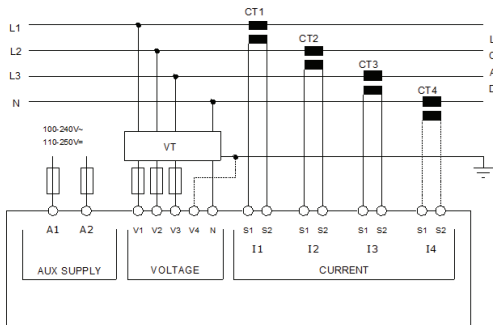 CT1
L1
CT2
L2
L
O
CT3
L3
A
D
CT4
N
100-240V~
110-250V=
VT
A1 A2 V1 V2 V3 V4 N S1 S2 S1 S2 S1 S2 S1 S2
I1 I2 I3 I4
AUX SUPPLY VOLTAGE CURRENT